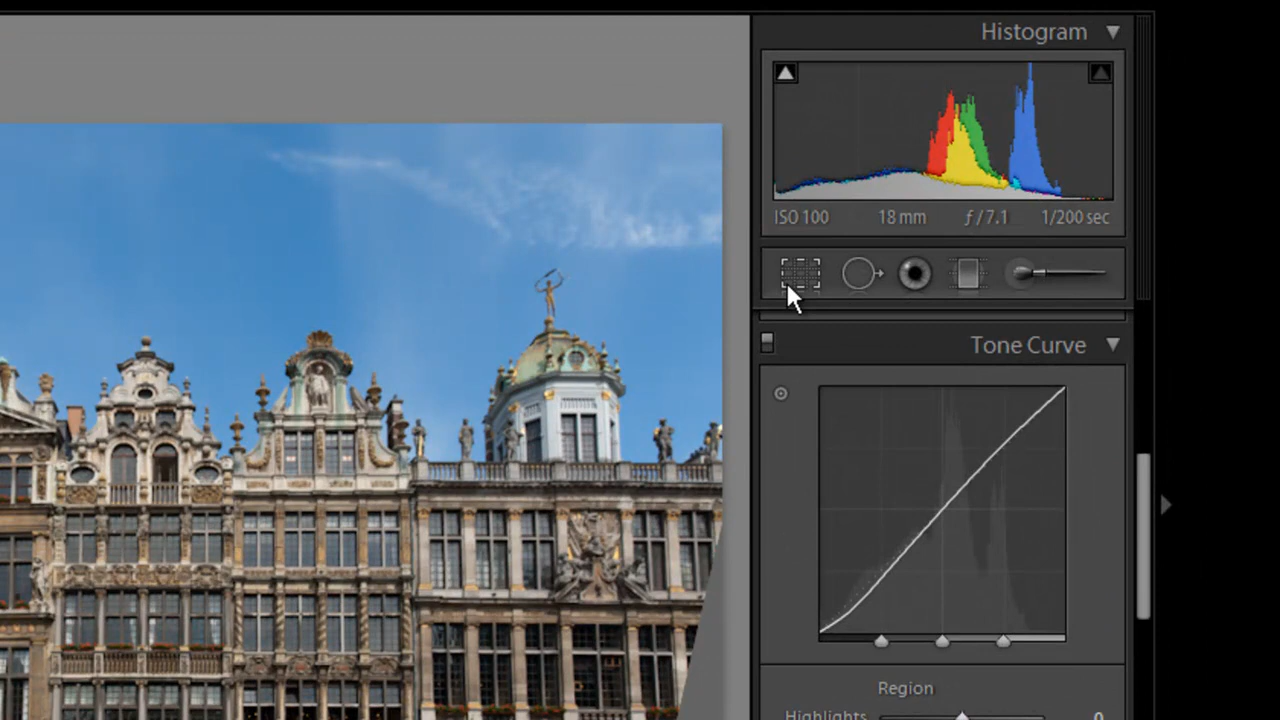 Histogram
ISO 100 18 mm ƒ / 7.1 1/200 sec
Tone Curve
Region
Highlights 0